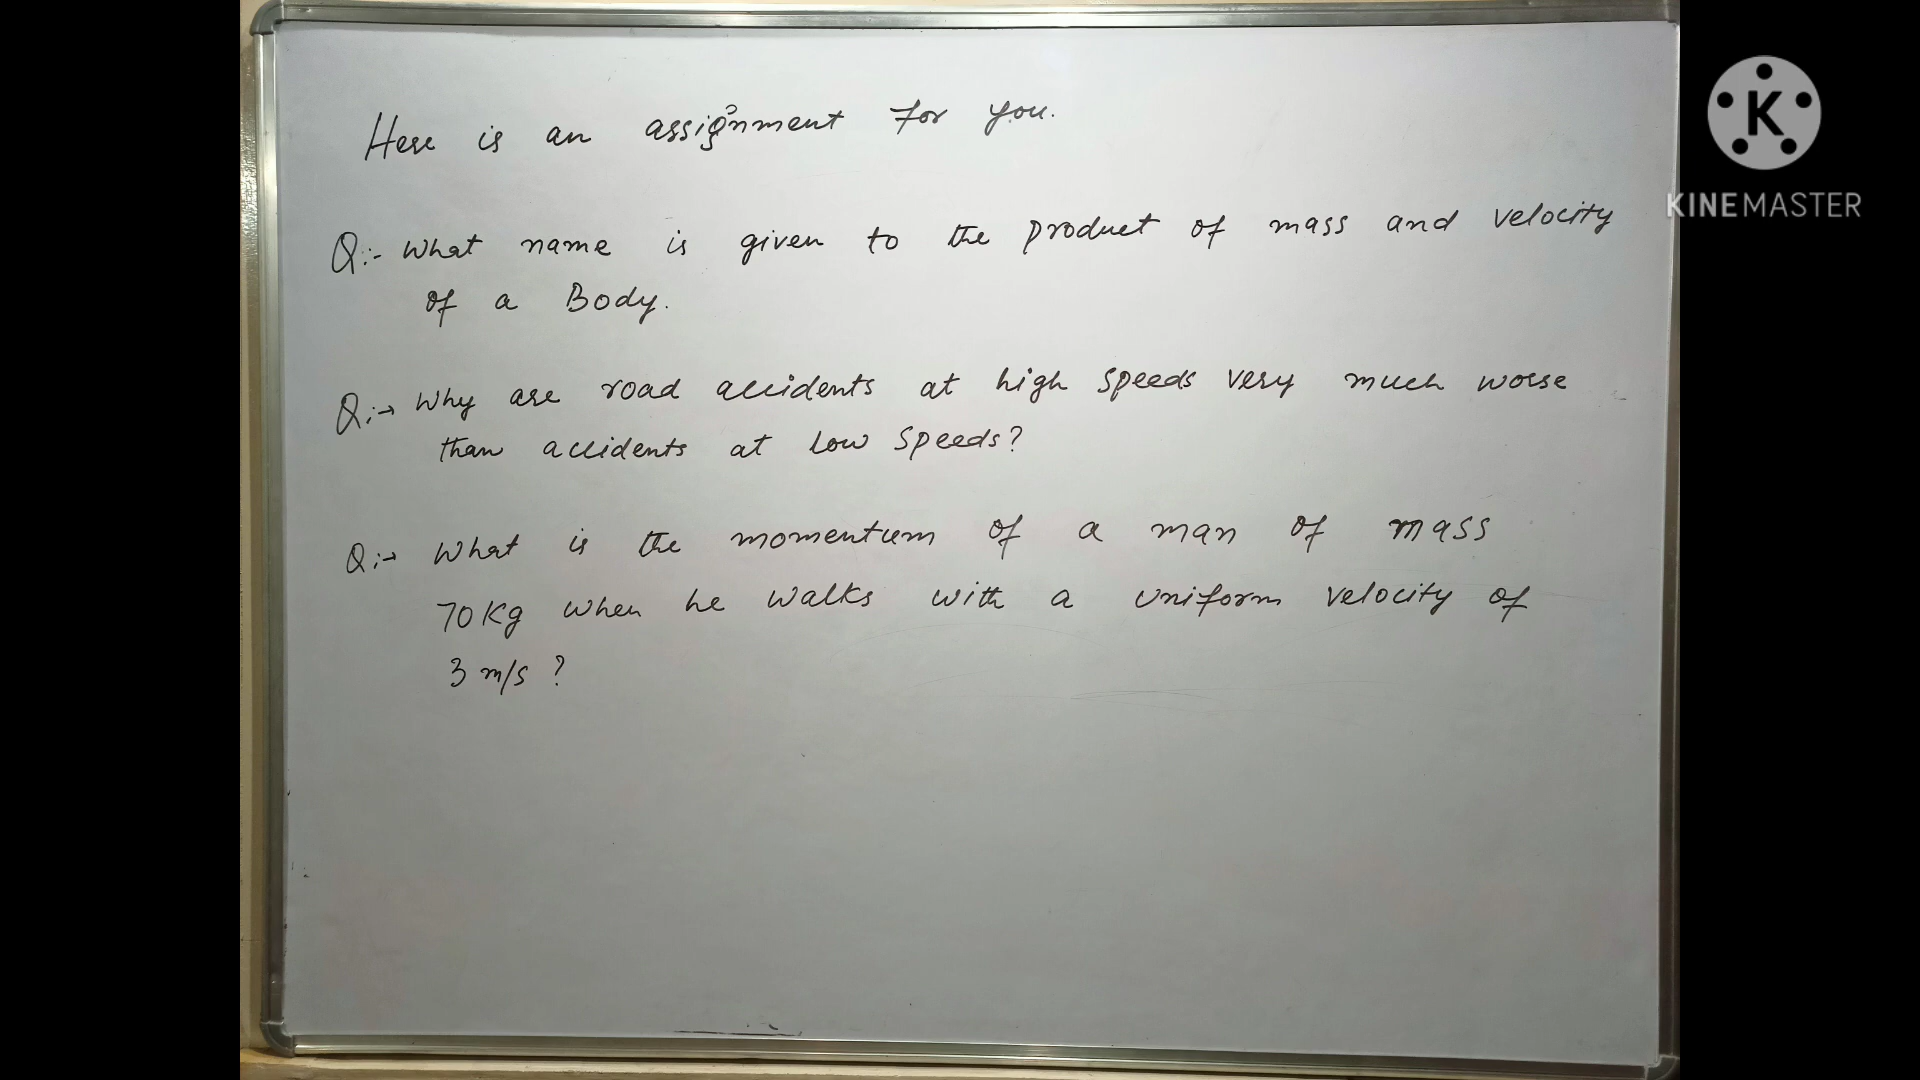 Here is an assignment for you.
Q:- What name is given to the product of mass and velocity
of a Body.
Q:→ Why are road accidents at high speeds very much worse
than accidents at low speeds?
Q:→ What is the momentum of a man of mass
70Kg when he walks with a uniform velocity of
3 m/s ?
K
KINEMASTER